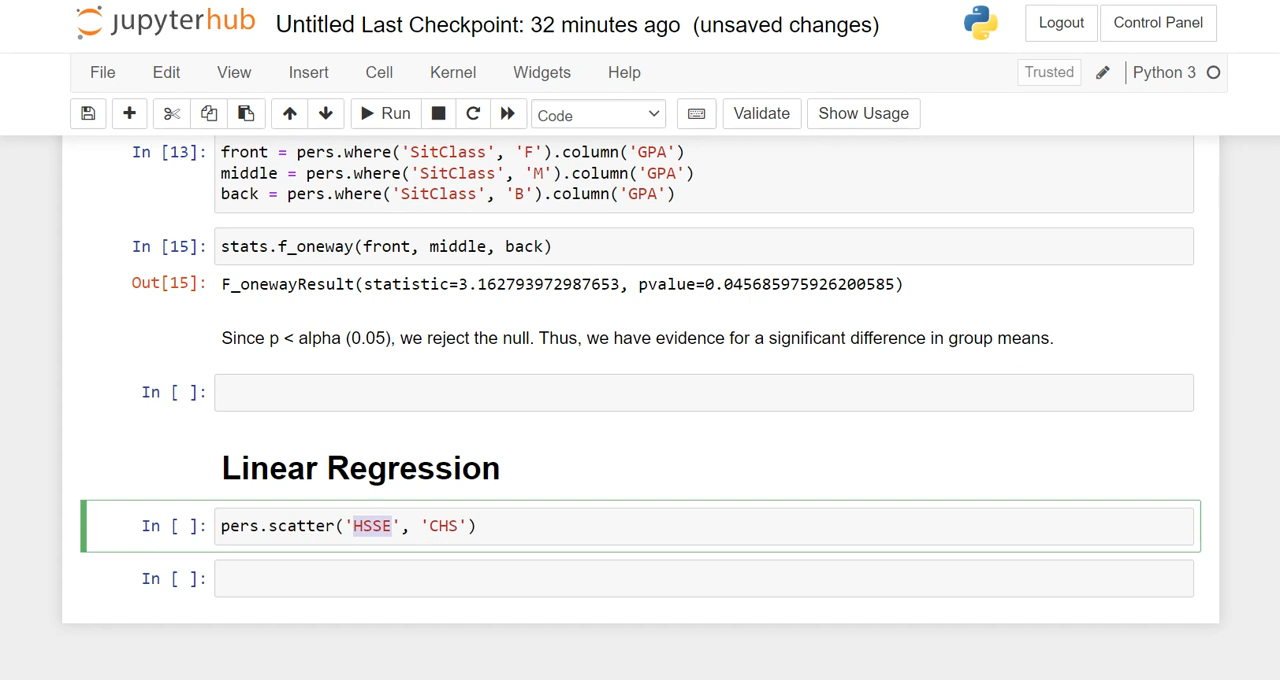 jupyterhub Untitled Last Checkpoint: 32 minutes ago (unsaved changes) Logout Control Panel
File Edit View Insert Cell Kernel Widgets Help Trusted Python 3
Run Code Validate Show Usage
In [13]: front = pers.where('SitClass', 'F').column('GPA')
middle = pers.where('SitClass', 'M').column('GPA')
back = pers.where('SitClass', 'B').column('GPA')
In [15]: stats.f_oneway(front, middle, back)
Out[15]: F_onewayResult(statistic=3.162793972987653, pvalue=0.045685975926200585)
Since p < alpha (0.05), we reject the null. Thus, we have evidence for a significant difference in group means.
In [ ]:
Linear Regression
In [ ]: pers.scatter('HSSE', 'CHS')
In [ ]: